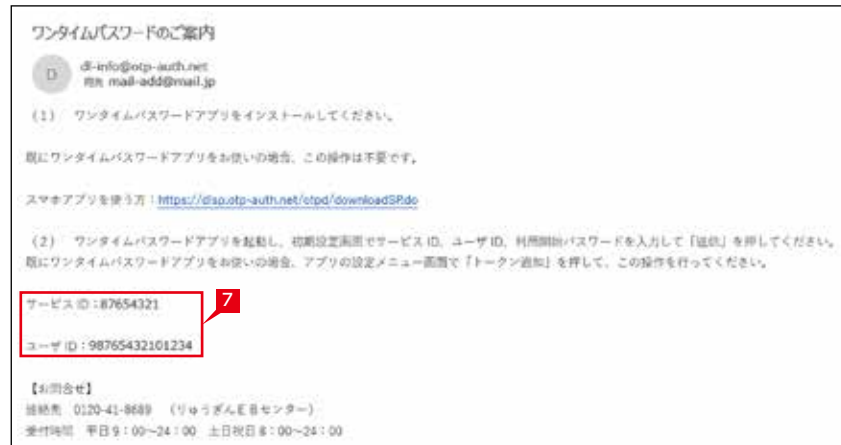 ワンタイムパスワードのご案内
D
dl-info@otp-auth.net
宛先 mail-add@mail.jp
(1) ワンタイムパスワードアプリをインストールしてください。
既にワンタイムパスワードアプリをお使いの場合、この操作は不要です。
スマホアプリを使う方:https://disp.otp-auth.net/otpd/downloadSP.do
(2) ワンタイムパスワードアプリを起動し、初期設定画面でサービスID、ユーザID、利用開始パスワードを入力して「送信」を押してください。
既にワンタイムパスワードアプリをお使いの場合、アプリの設定メニュー画面で「トークン追加」を押して、この操作を行ってください。
サービスID:87654321
7
ユーザID:98765432101234
【お問合せ】
連絡先 0120-41-8689 (りゅうぎんEBセンター)
受付時間 平日9:00~24:00 土日祝日8:00~24:00